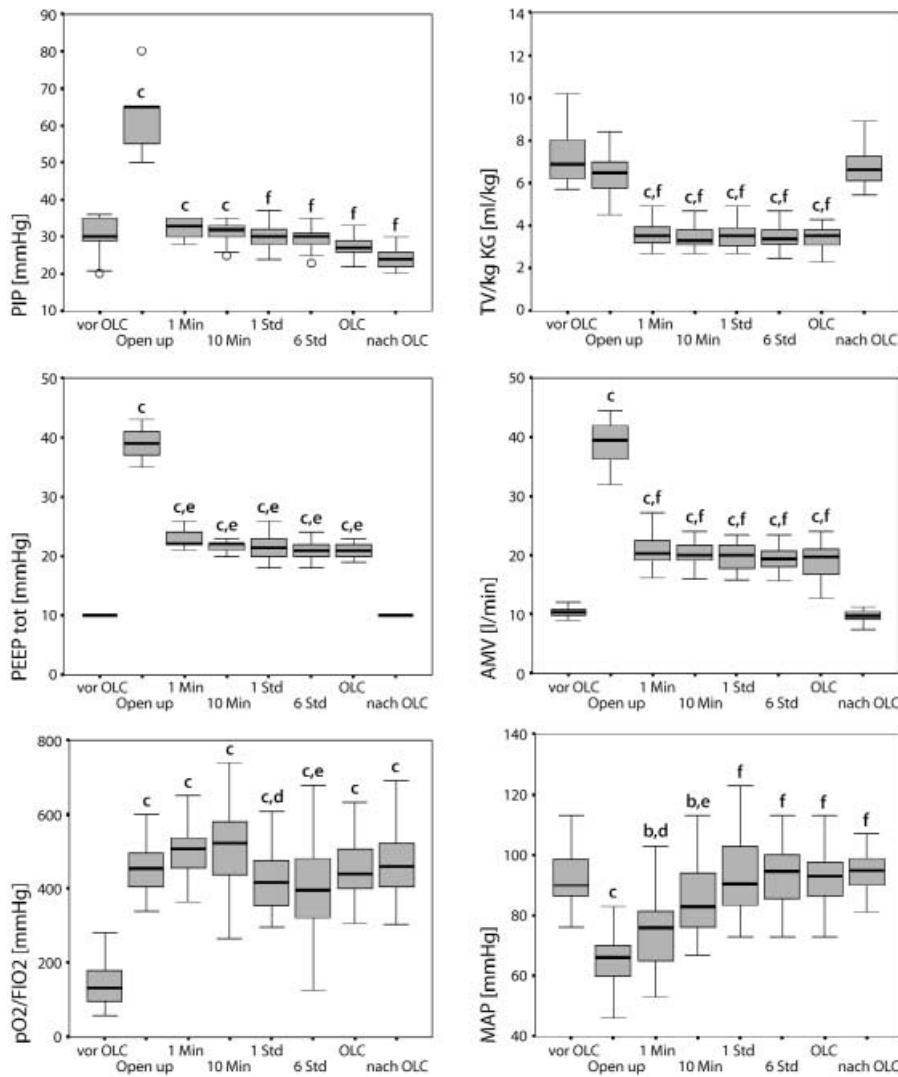 PIP [mmHg]
90
80
70
60
50
40
30
20
10
c
c
c
f
f
f
f
vor OLC
1 Min
1 Std
OLC
Open up
10 Min
6 Std
nach OLC
TV/kg KG [ml/kg]
14
12
10
8
6
4
2
0
c,f
c,f
c,f
c,f
c,f
vor OLC
1 Min
1 Std
OLC
Open up
10 Min
6 Std
nach OLC
PEEP tot [mmHg]
50
40
30
20
10
0
c
c,e
c,e
c,e
c,e
c,e
vor OLC
1 Min
1 Std
OLC
Open up
10 Min
6 Std
nach OLC
AMV [l/min]
50
40
30
20
10
0
c
c,f
c,f
c,f
c,f
c,f
vor OLC
1 Min
1 Std
OLC
Open up
10 Min
6 Std
nach OLC
pO2/FIO2 [mmHg]
800
600
400
200
0
c
c
c
c,d
c,e
c
c
vor OLC
1 Min
1 Std
OLC
Open up
10 Min
6 Std
nach OLC
MAP [mmHg]
140
120
100
80
60
40
c
b,d
b,e
f
f
f
f
vor OLC
1 Min
1 Std
OLC
Open up
10 Min
6 Std
nach OLC